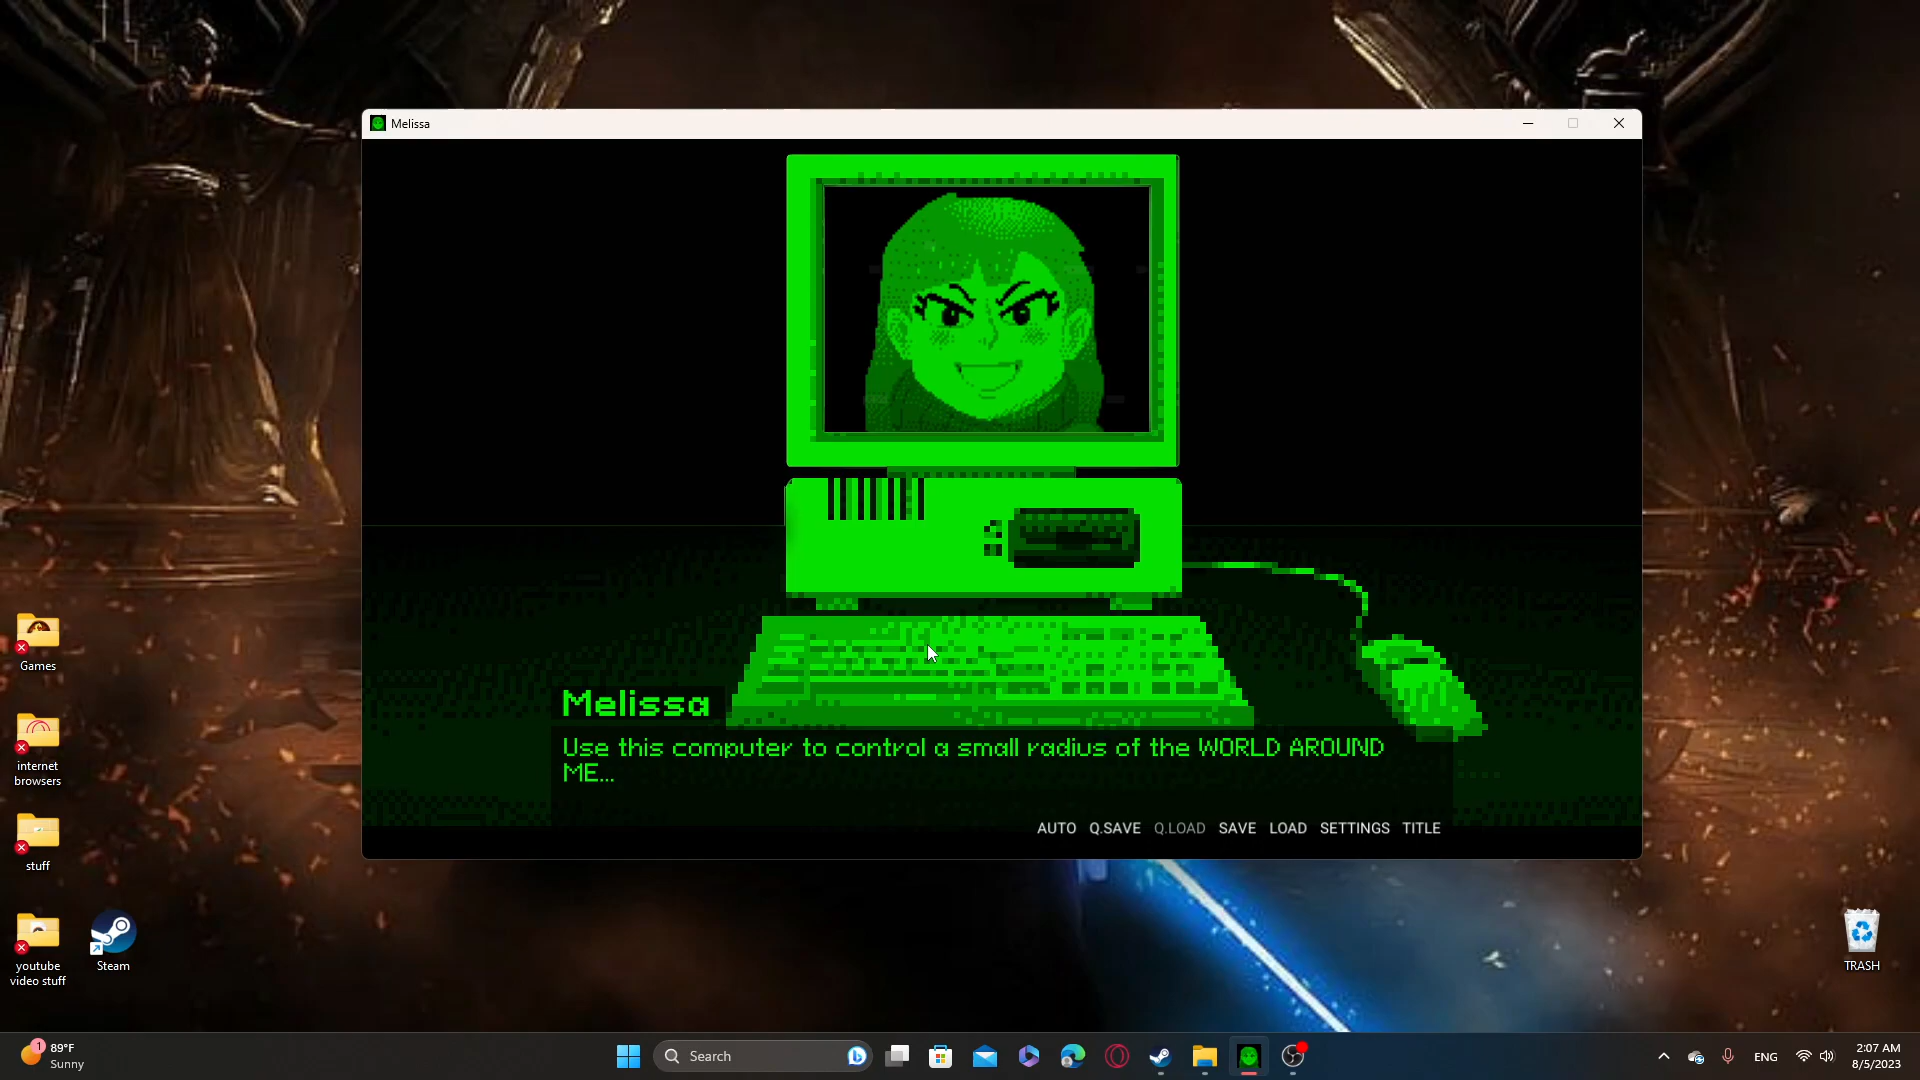 Melissa
Melissa
Use this computer to control a small radius of the WORLD AROUND
ME...
AUTO Q.SAVE Q.LOAD SAVE LOAD SETTINGS TITLE
Games
internet
browsers
stuff
youtube
video stuff
Steam
TRASH
1
89°F
Sunny
Search
ENG
2:07 AM
8/5/2023